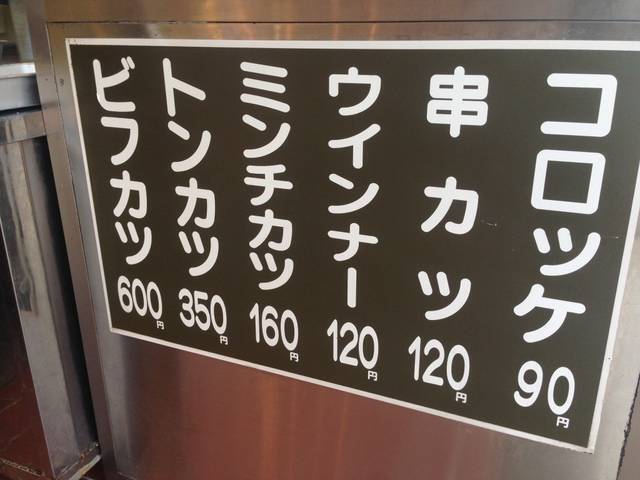 コロッケ 90円
串カツ 120円
ウインナー 120円
ミンチカツ 160円
トンカツ 350円
ビフカツ 600円